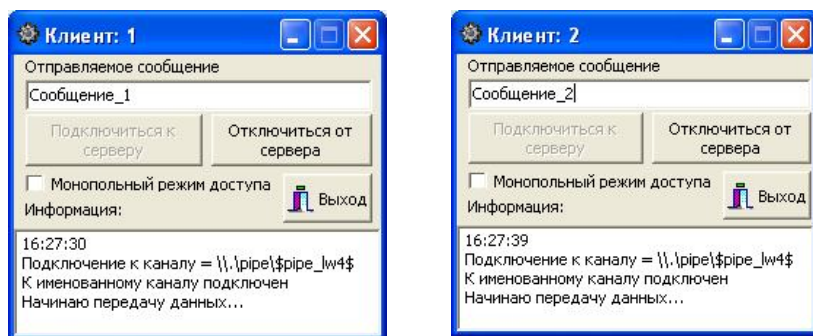 Клиент: 1
Отправляемое сообщение
Сообщение_1
Подключиться к
серверу
Отключиться от
сервера
Монопольный режим доступа
Выход
Информация:
16:27:30
Подключение к каналу = \\.\pipe\$pipe_lw4$
К именованному каналу подключен
Начинаю передачу данных...
Клиент: 2
Отправляемое сообщение
Сообщение_2
Подключиться к
серверу
Отключиться от
сервера
Монопольный режим доступа
Выход
Информация:
16:27:39
Подключение к каналу = \\.\pipe\$pipe_lw4$
К именованному каналу подключен
Начинаю передачу данных...